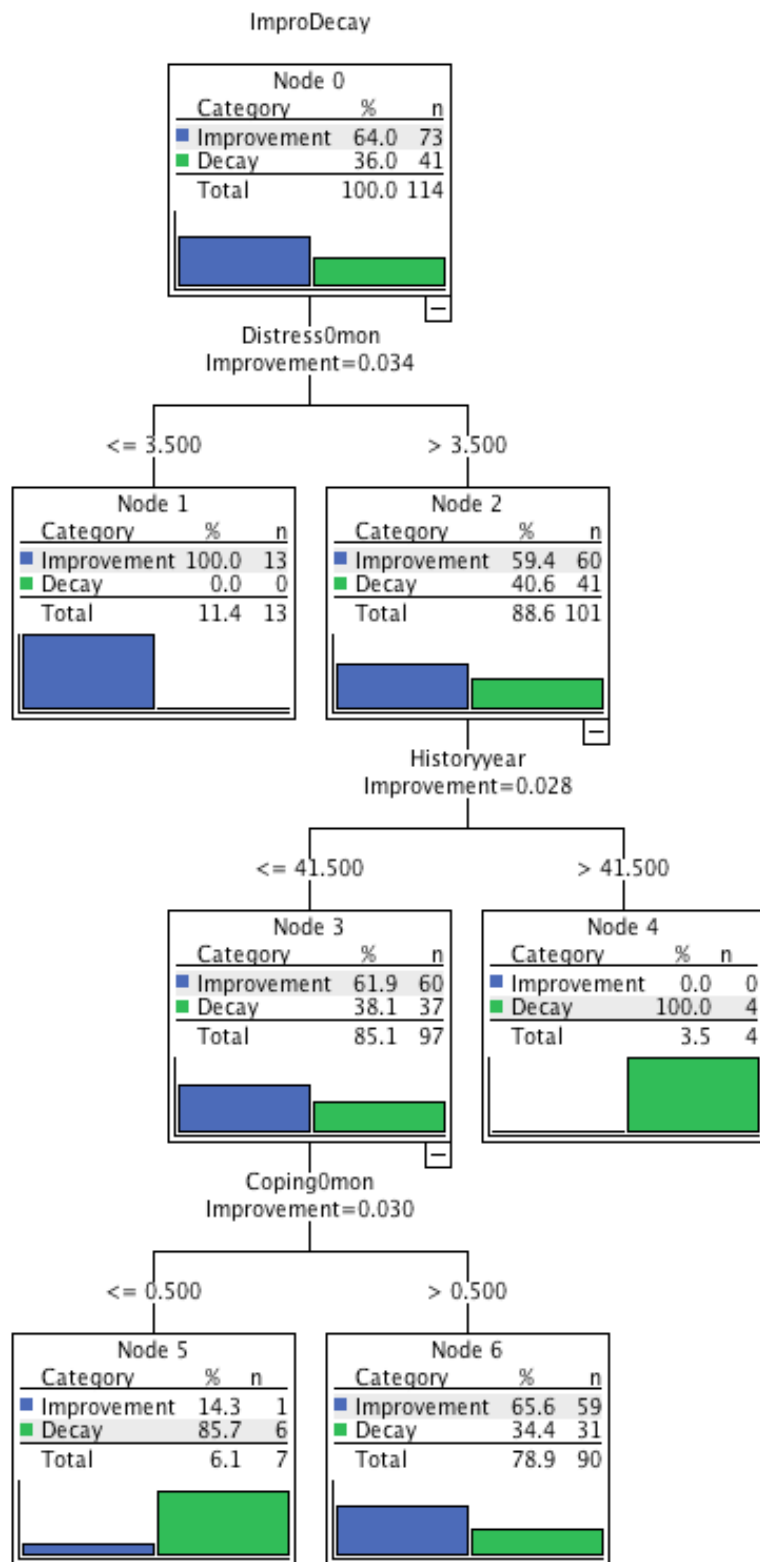 ImproDecay
Node 0
Category % n
Improvement 64.0 73
Decay 36.0 41
Total 100.0 114
Distress0mon
Improvement=0.034
<= 3.500
> 3.500
Node 1
Category % n
Improvement 100.0 13
Decay 0.0 0
Total 11.4 13
Node 2
Category % n
Improvement 59.4 60
Decay 40.6 41
Total 88.6 101
Historyyear
Improvement=0.028
<= 41.500
> 41.500
Node 3
Category % n
Improvement 61.9 60
Decay 38.1 37
Total 85.1 97
Node 4
Category % n
Improvement 0.0 0
Decay 100.0 4
Total 3.5 4
Coping0mon
Improvement=0.030
<= 0.500
> 0.500
Node 5
Category % n
Improvement 14.3 1
Decay 85.7 6
Total 6.1 7
Node 6
Category % n
Improvement 65.6 59
Decay 34.4 31
Total 78.9 90